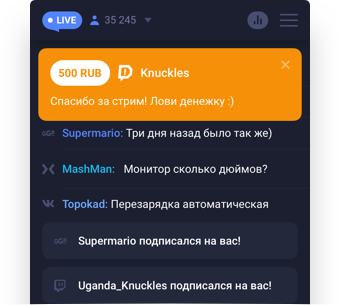 LIVE 35 245
500 RUB Knuckles
Спасибо за стрим! Лови денежку :)
Supermario: Три дня назад было так же)
MashMan: Монитор сколько дюймов?
Topokad: Перезарядка автоматическая
Supermario подписался на вас!
Uganda_Knuckles подписался на вас!